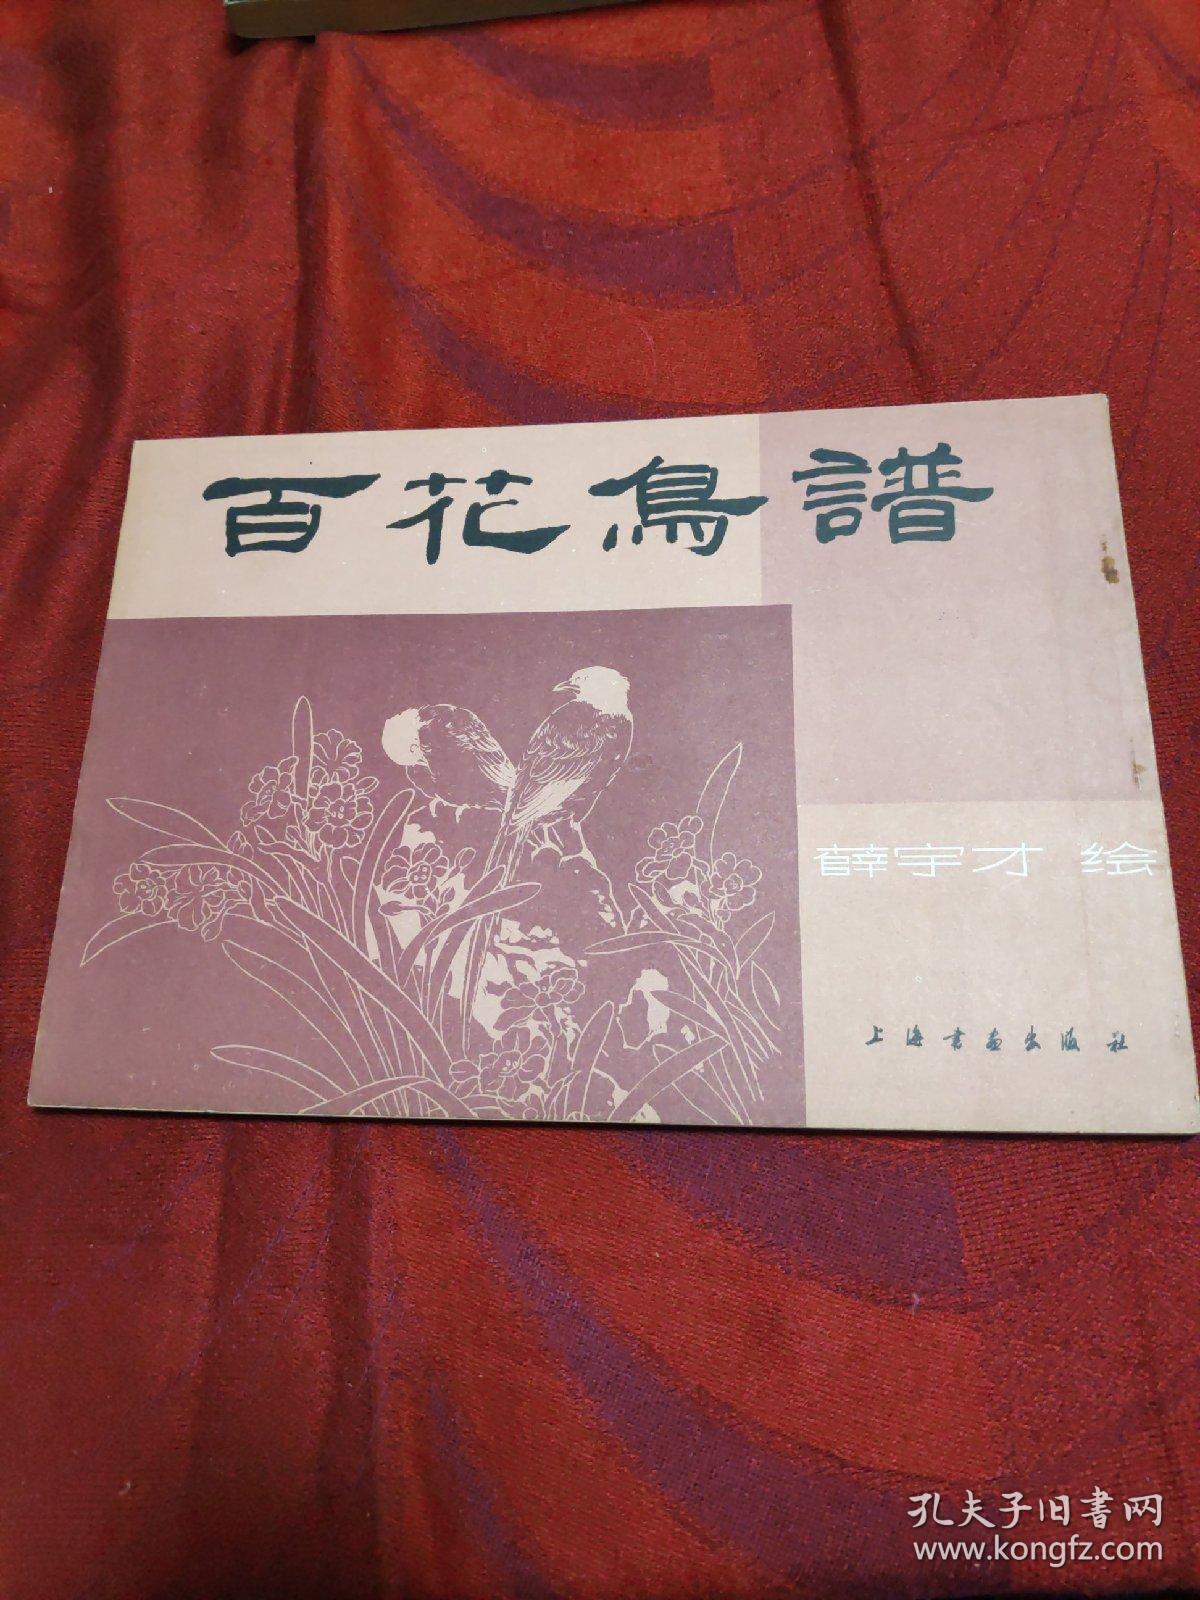 百花鳥譜
薛宇才 绘
上海书画出版社
孔夫子旧書网
www.kongfz.com